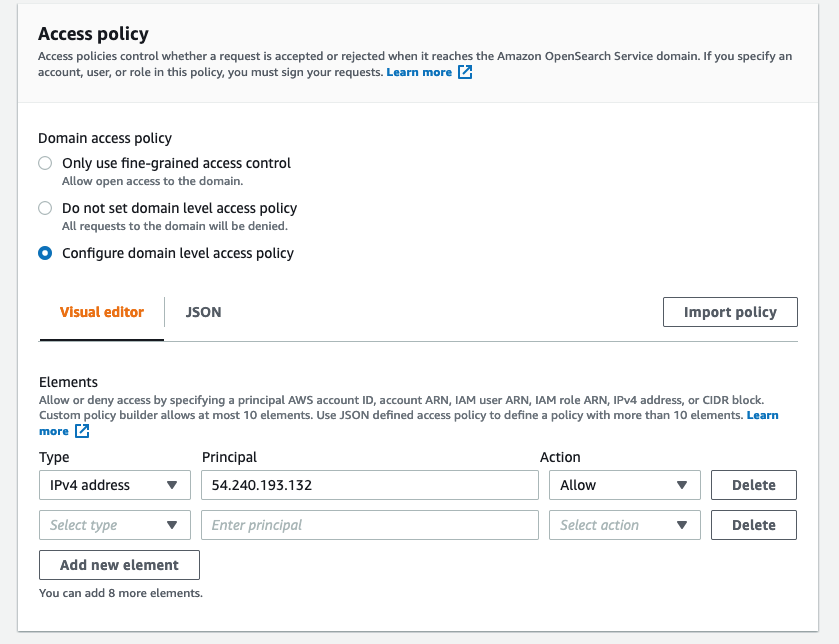 Access policy
Access policies control whether a request is accepted or rejected when it reaches the Amazon OpenSearch Service domain. If you specify an
account, user, or role in this policy, you must sign your requests. Learn more
Domain access policy
Only use fine-grained access control
Allow open access to the domain.
Do not set domain level access policy
All requests to the domain will be denied.
Configure domain level access policy
Visual editor JSON Import policy
Elements
Allow or deny access by specifying a principal AWS account ID, account ARN, IAM user ARN, IAM role ARN, IPv4 address, or CIDR block.
Custom policy builder allows at most 10 elements. Use JSON defined access policy to define a policy with more than 10 elements. Learn
more
Type Principal Action
IPv4 address 54.240.193.132 Allow Delete
Select type Enter principal Select action Delete
Add new element
You can add 8 more elements.